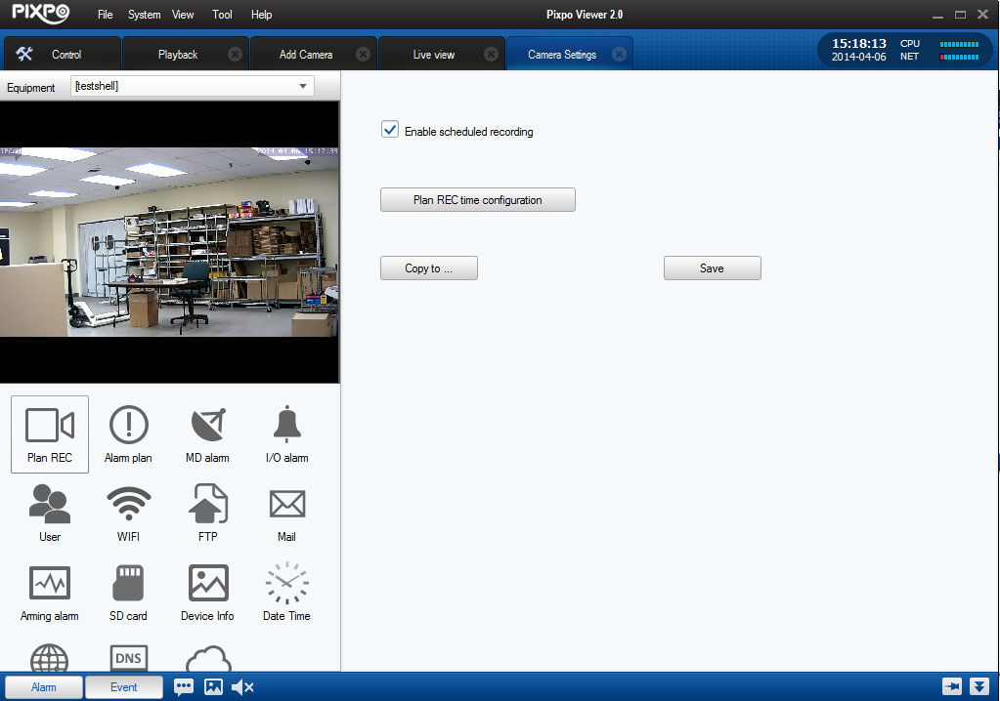 PIXPO File System View Tool Help Pixpo Viewer 2.0
Control Playback Add Camera Live view Camera Settings
15:18:13 CPU
2014-04-06 NET
Equipment [testshell]
2014-04-06 15:17:39
Enable scheduled recording
Plan REC time configuration
Copy to ... Save
Plan REC Alarm plan MD alarm I/O alarm
User WIFI FTP Mail
Arming alarm SD card Device Info Date Time
DNS
Alarm Event